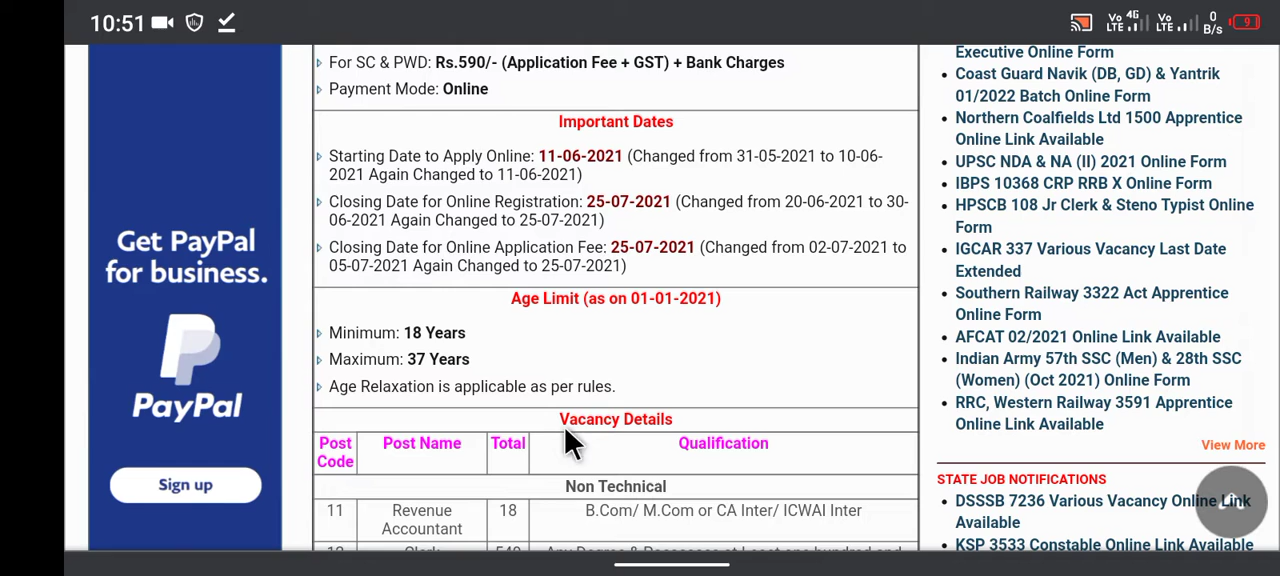 10:51
Vo LTE 4G Vo LTE 0 B/s 9
For SC & PWD: Rs.590/- (Application Fee + GST) + Bank Charges
Payment Mode: Online
Important Dates
Starting Date to Apply Online: 11-06-2021 (Changed from 31-05-2021 to 10-06-
2021 Again Changed to 11-06-2021)
Closing Date for Online Registration: 25-07-2021 (Changed from 20-06-2021 to 30-
06-2021 Again Changed to 25-07-2021)
Closing Date for Online Application Fee: 25-07-2021 (Changed from 02-07-2021 to
05-07-2021 Again Changed to 25-07-2021)
Age Limit (as on 01-01-2021)
Minimum: 18 Years
Maximum: 37 Years
Age Relaxation is applicable as per rules.
Vacancy Details
Post Code Post Name Total Qualification
Non Technical
11 Revenue Accountant 18 B.Com/ M.Com or CA Inter/ ICWAI Inter
12 Clerk 549 Any Degree & Possesses at Least one hundred and
Get PayPal
for business.
PayPal
Sign up
Executive Online Form
Coast Guard Navik (DB, GD) & Yantrik
01/2022 Batch Online Form
Northern Coalfields Ltd 1500 Apprentice
Online Link Available
UPSC NDA & NA (II) 2021 Online Form
IBPS 10368 CRP RRB X Online Form
HPSCB 108 Jr Clerk & Steno Typist Online
Form
IGCAR 337 Various Vacancy Last Date
Extended
Southern Railway 3322 Act Apprentice
Online Form
AFCAT 02/2021 Online Link Available
Indian Army 57th SSC (Men) & 28th SSC
(Women) (Oct 2021) Online Form
RRC, Western Railway 3591 Apprentice
Online Link Available
View More
STATE JOB NOTIFICATIONS
DSSSB 7236 Various Vacancy Online Link
Available
KSP 3533 Constable Online Link Available